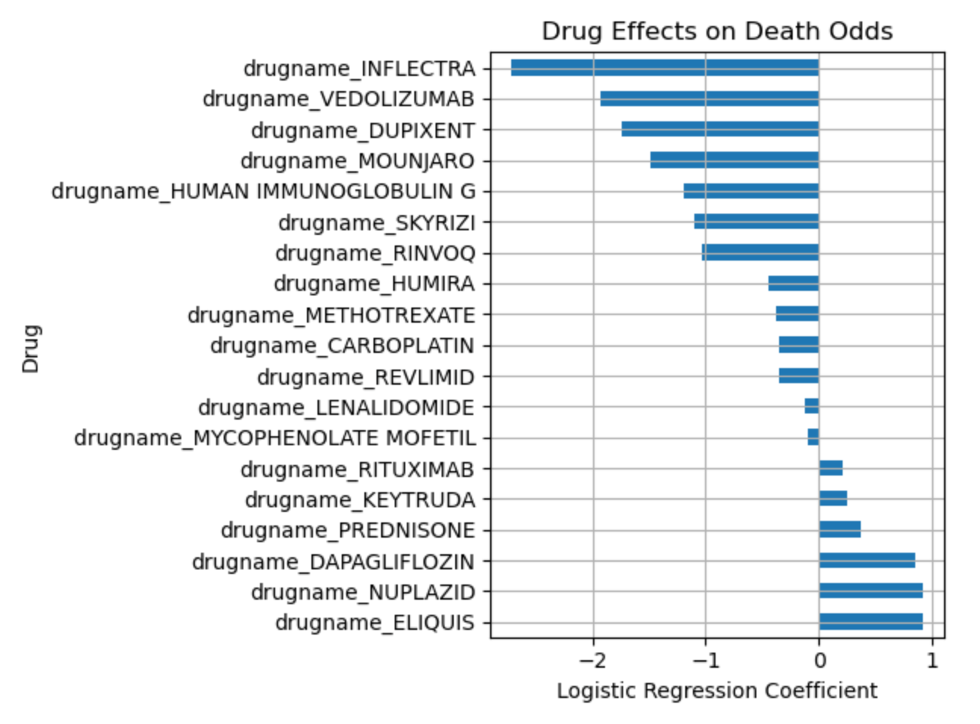 Drug Effects on Death Odds
drugname_INFLECTRA
drugname_VEDOLIZUMAB
drugname_DUPIXENT
drugname_MOUNJARO
drugname_HUMAN IMMUNOGLOBULIN G
drugname_SKYRIZI
drugname_RINVOQ
drugname_HUMIRA
drugname_METHOTREXATE
drugname_CARBOPLATIN
drugname_REVLIMID
drugname_LENALIDOMIDE
drugname_MYCOPHENOLATE MOFETIL
drugname_RITUXIMAB
drugname_KEYTRUDA
drugname_PREDNISONE
drugname_DAPAGLIFLOZIN
drugname_NUPLAZID
drugname_ELIQUIS
Drug
−2 −1 0 1
Logistic Regression Coefficient